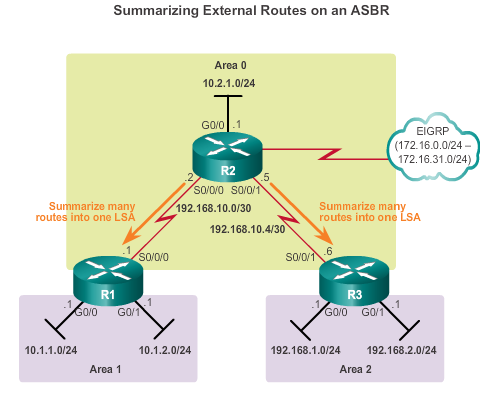 Summarizing External Routes on an ASBR
Area 0
10.2.1.0/24
G0/0
.1
EIGRP
(172.16.0.0/24 –
172.16.31.0/24)
R2
.2
.5
S0/0/0
S0/0/1
Summarize many
routes into one LSA
Summarize many
routes into one LSA
192.168.10.0/30
192.168.10.4/30
.1
S0/0/0
.6
S0/0/1
R1
R3
.1
G0/0
.1
G0/1
.1
G0/0
.1
G0/1
10.1.1.0/24
10.1.2.0/24
192.168.1.0/24
192.168.2.0/24
Area 1
Area 2